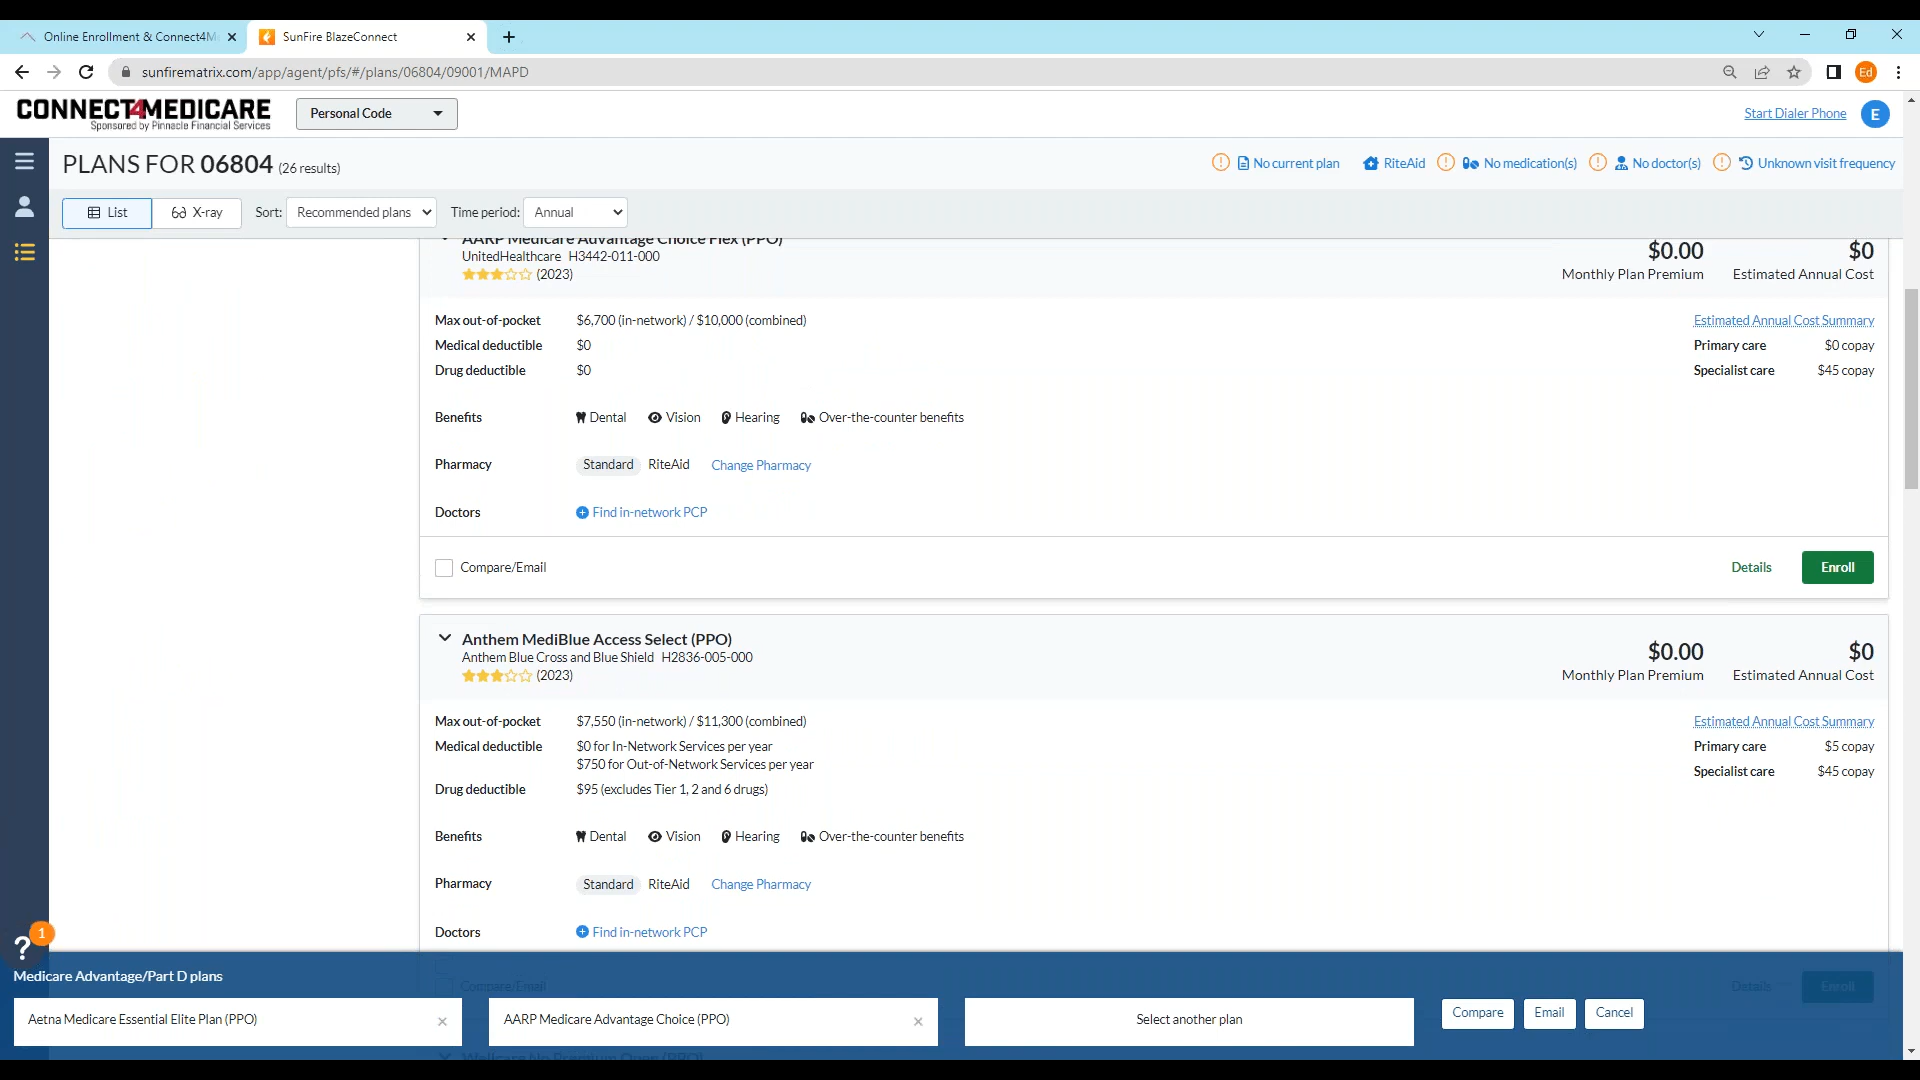 Online Enrollment & Connect4M
SunFire BlazeConnect
sunfirematrix.com/app/agent/pfs/#/plans/06804/09001/MAPD
Ed
CONNECT4MEDICARE
Sponsored by Pinnacle Financial Services
Personal Code
Start Dialer Phone
E
PLANS FOR 06804 (26 results)
No current plan
RiteAid
No medication(s)
No doctor(s)
Unknown visit frequency
List
X-ray
Sort:
Recommended plans
Time period:
Annual
AARP Medicare Advantage Choice Flex (PPO)
UnitedHealthcare H3442-011-000
(2023)
$0.00
Monthly Plan Premium
$0
Estimated Annual Cost
Max out-of-pocket $6,700 (in-network) / $10,000 (combined)
Medical deductible $0
Drug deductible $0
Estimated Annual Cost Summary
Primary care $0 copay
Specialist care $45 copay
Benefits Dental Vision Hearing Over-the-counter benefits
Pharmacy Standard RiteAid Change Pharmacy
Doctors Find in-network PCP
Compare/Email
Details
Enroll
Anthem MediBlue Access Select (PPO)
Anthem Blue Cross and Blue Shield H2836-005-000
(2023)
$0.00
Monthly Plan Premium
$0
Estimated Annual Cost
Max out-of-pocket $7,550 (in-network) / $11,300 (combined)
Medical deductible $0 for In-Network Services per year
$750 for Out-of-Network Services per year
Drug deductible $95 (excludes Tier 1, 2 and 6 drugs)
Estimated Annual Cost Summary
Primary care $5 copay
Specialist care $45 copay
Benefits Dental Vision Hearing Over-the-counter benefits
Pharmacy Standard RiteAid Change Pharmacy
Doctors Find in-network PCP
1
?
Medicare Advantage/Part D plans
Compare/Email
Details
Enroll
Aetna Medicare Essential Elite Plan (PPO)
AARP Medicare Advantage Choice (PPO)
Select another plan
Compare
Email
Cancel
Wellcare No Premium Open (PPO)